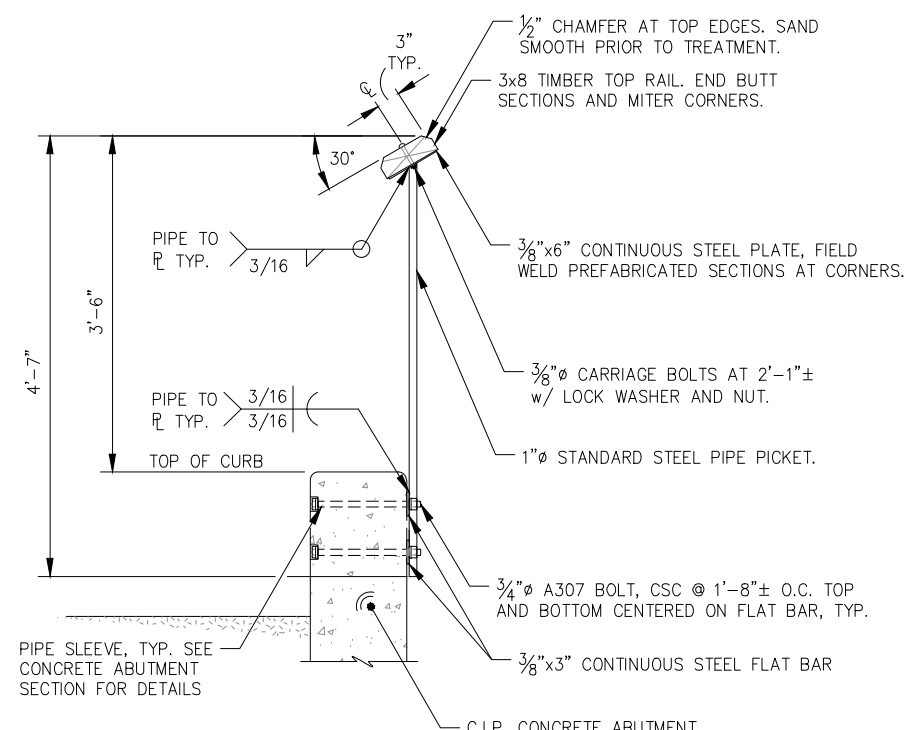 ½" CHAMFER AT TOP EDGES. SAND
SMOOTH PRIOR TO TREATMENT.
3"
TYP.
3x8 TIMBER TOP RAIL. END BUTT
SECTIONS AND MITER CORNERS.
℄
30°
PIPE TO
PL TYP.
3/16
⅜"x6" CONTINUOUS STEEL PLATE, FIELD
WELD PREFABRICATED SECTIONS AT CORNERS.
3'-6"
4'-7"
⅜"ø CARRIAGE BOLTS AT 2'-1"±
w/ LOCK WASHER AND NUT.
PIPE TO
PL TYP.
3/16
3/16
1"ø STANDARD STEEL PIPE PICKET.
TOP OF CURB
¾"ø A307 BOLT, CSC @ 1'-8"± O.C. TOP
AND BOTTOM CENTERED ON FLAT BAR, TYP.
PIPE SLEEVE, TYP. SEE
CONCRETE ABUTMENT
SECTION FOR DETAILS
⅜"x3" CONTINUOUS STEEL FLAT BAR
C.I.P. CONCRETE ABUTMENT